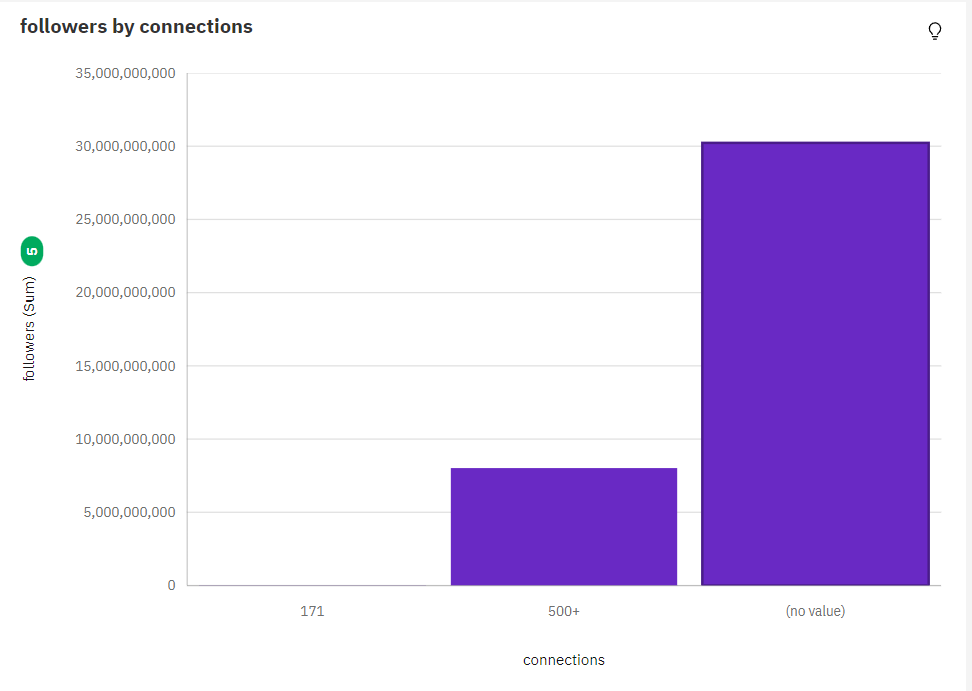 followers by connections
35,000,000,000
30,000,000,000
25,000,000,000
20,000,000,000
15,000,000,000
10,000,000,000
5,000,000,000
0
followers (Sum) 5
171 500+ (no value)
connections